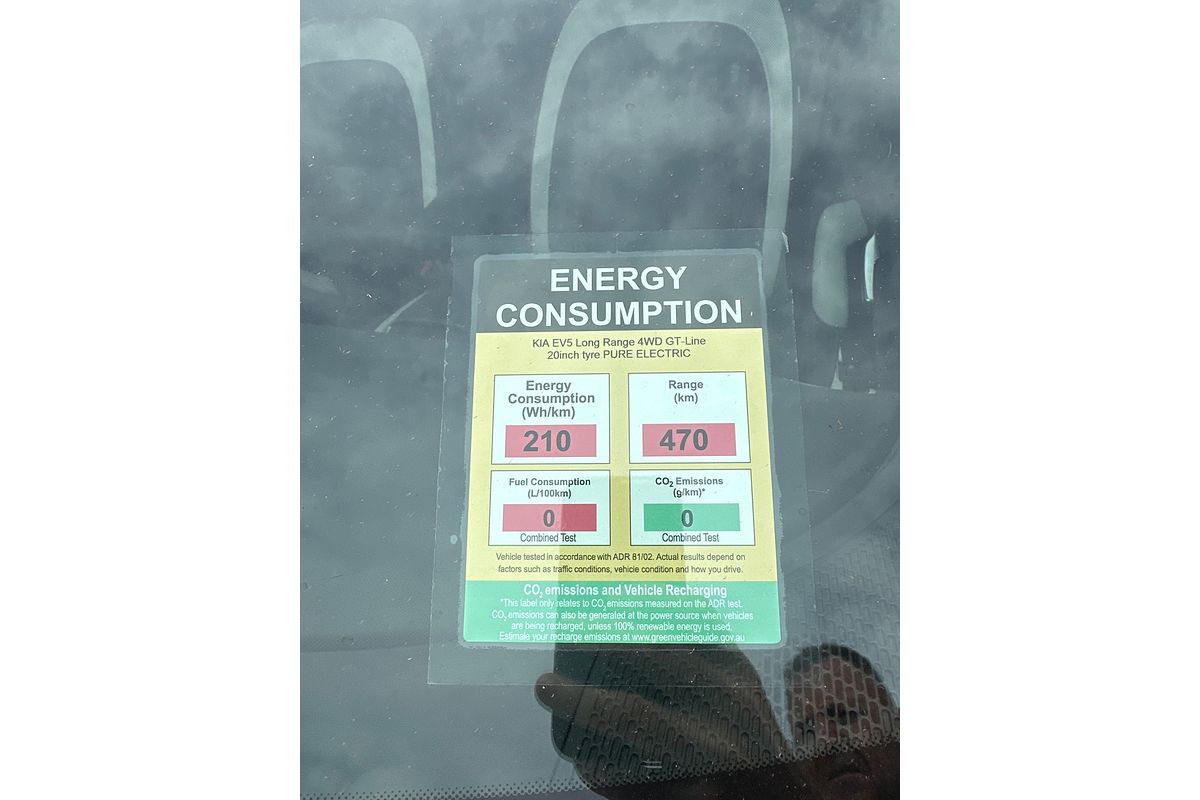 ENERGY
CONSUMPTION
KIA EV5 Long Range 4WD GT-Line
20inch tyre PURE ELECTRIC
Energy
Consumption
(Wh/km)
210
Range
(km)
470
Fuel Consumption
(L/100km)
0
Combined Test
CO₂ Emissions
(g/km)*
0
Combined Test
Vehicle tested in accordance with ADR 81/02. Actual results depend on
factors such as traffic conditions, vehicle condition and how you drive.
CO₂ emissions and Vehicle Recharging
*This label only relates to CO₂ emissions measured on the ADR test.
CO₂ emissions can also be generated at the power source when vehicles
are being recharged, unless 100% renewable energy is used.
Estimate your recharge emissions at www.greenvehicleguide.gov.au